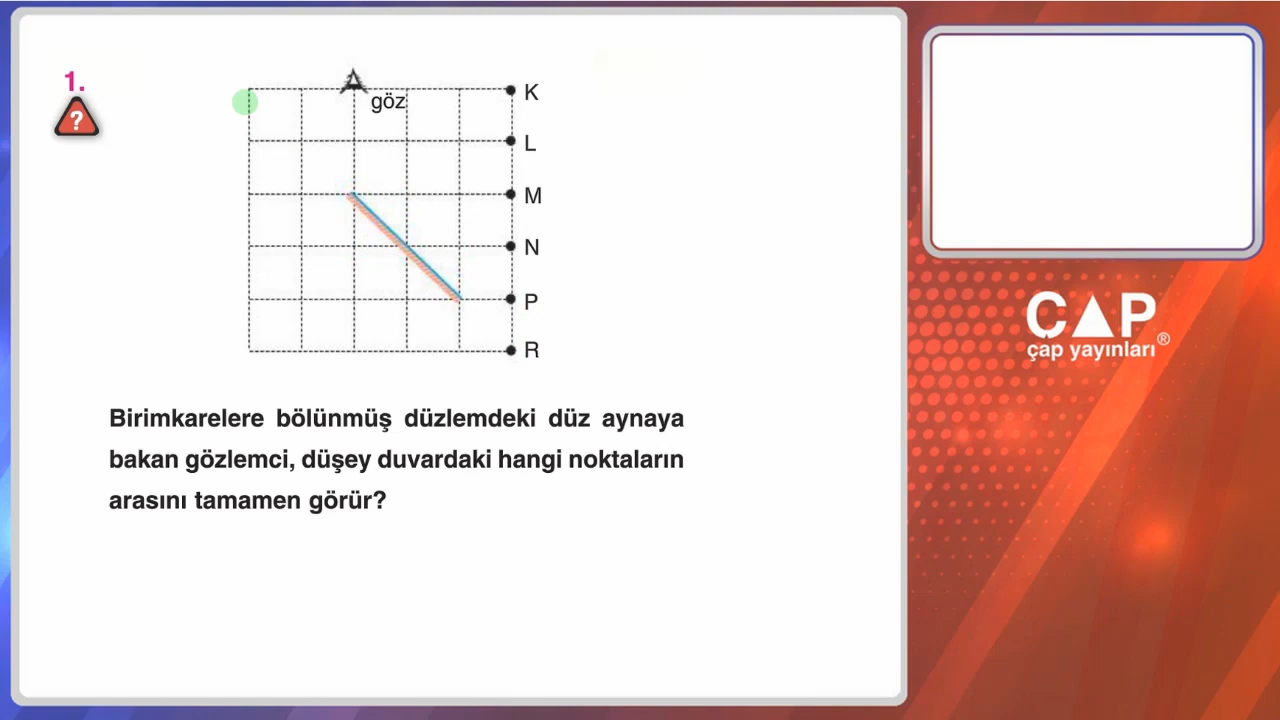 1.
?
göz
K
L
M
N
P
R
Birimkarelere bölünmüş düzlemdeki düz aynaya
bakan gözlemci, düşey duvardaki hangi noktaların
arasını tamamen görür?
ÇAP®
çap yayınları